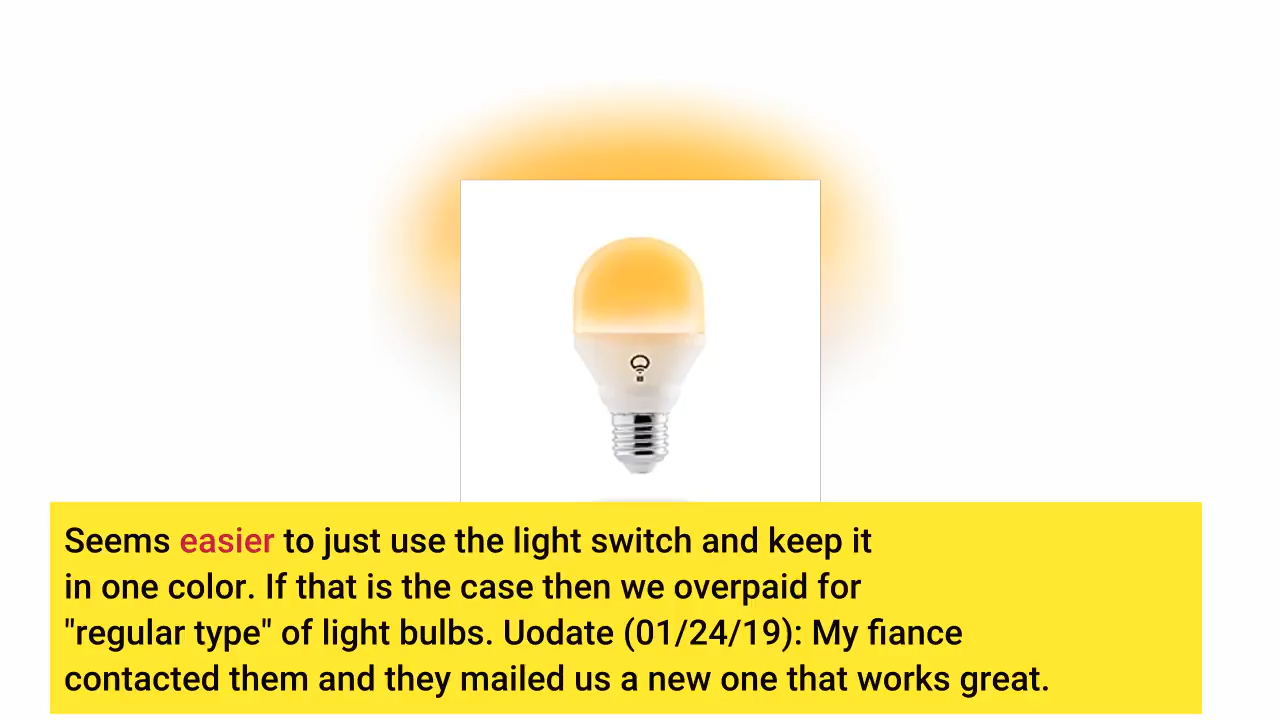 Seems easier to just use the light switch and keep it
in one color. If that is the case then we overpaid for
"regular type" of light bulbs. Uodate (01/24/19): My fiance
contacted them and they mailed us a new one that works great.